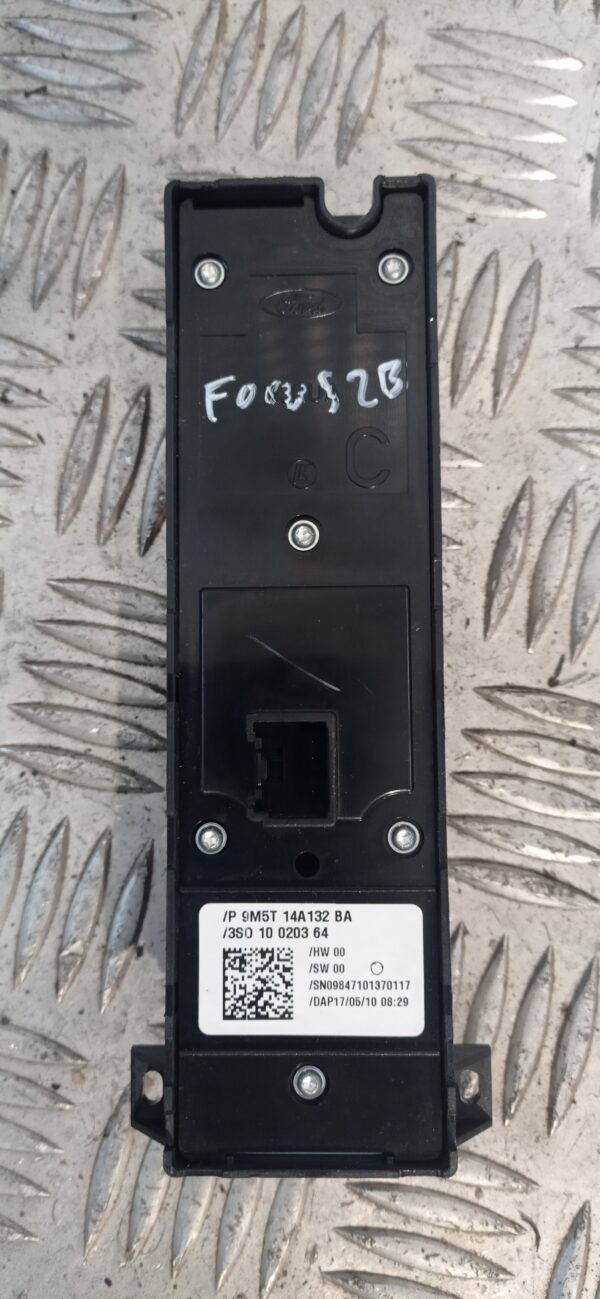 Ford
FOCUS 2B
C
/P 9M5T 14A132 BA
/3S0 10 0203 64
/HW 00
/SW 00
/SN09847101370117
/DAP17/05/10 08:29